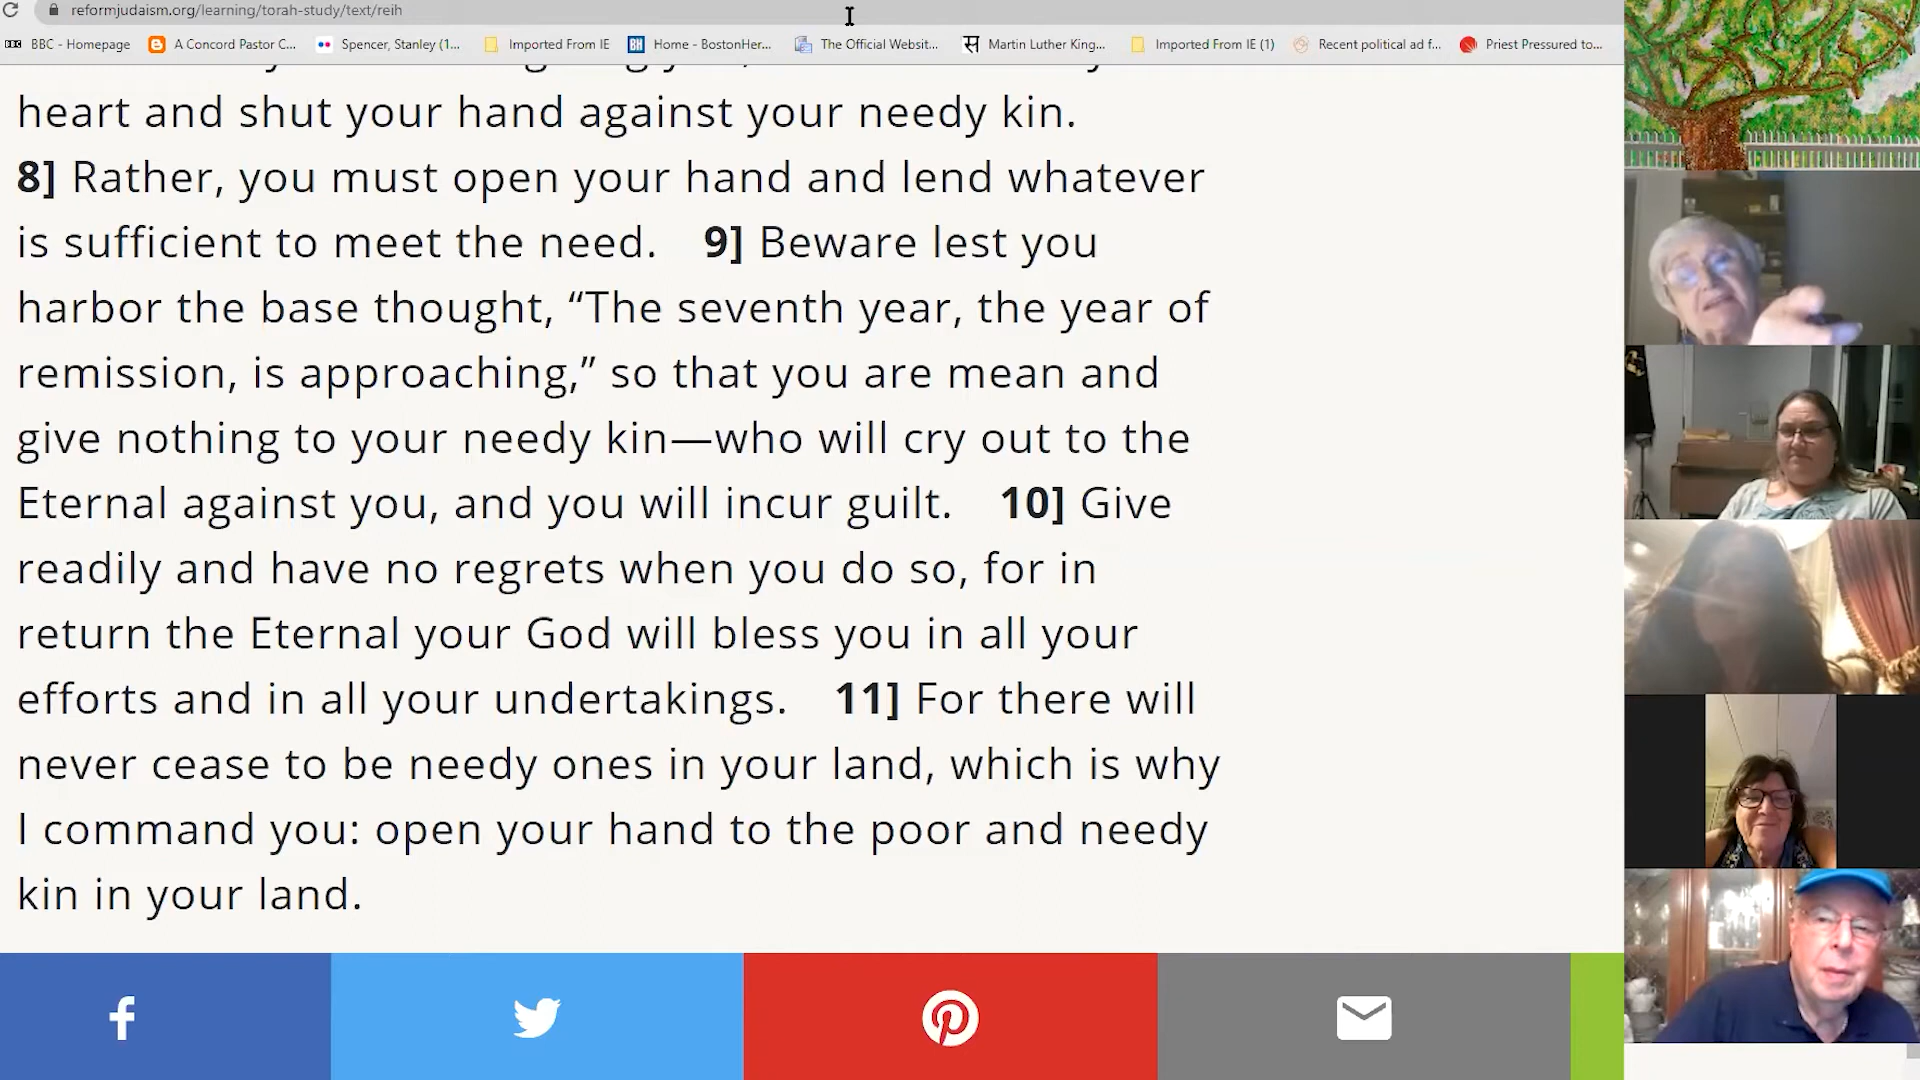 reformjudaism.org/learning/torah-study/text/reih
BBC BBC - Homepage A Concord Pastor C... Spencer, Stanley (1... Imported From IE BH Home - BostonHer... The Official Websit... Martin Luther King... Imported From IE (1) Recent political ad f... Priest Pressured to...
heart and shut your hand against your needy kin.
8] Rather, you must open your hand and lend whatever
is sufficient to meet the need. 9] Beware lest you
harbor the base thought, “The seventh year, the year of
remission, is approaching,” so that you are mean and
give nothing to your needy kin—who will cry out to the
Eternal against you, and you will incur guilt. 10] Give
readily and have no regrets when you do so, for in
return the Eternal your God will bless you in all your
efforts and in all your undertakings. 11] For there will
never cease to be needy ones in your land, which is why
I command you: open your hand to the poor and needy
kin in your land.